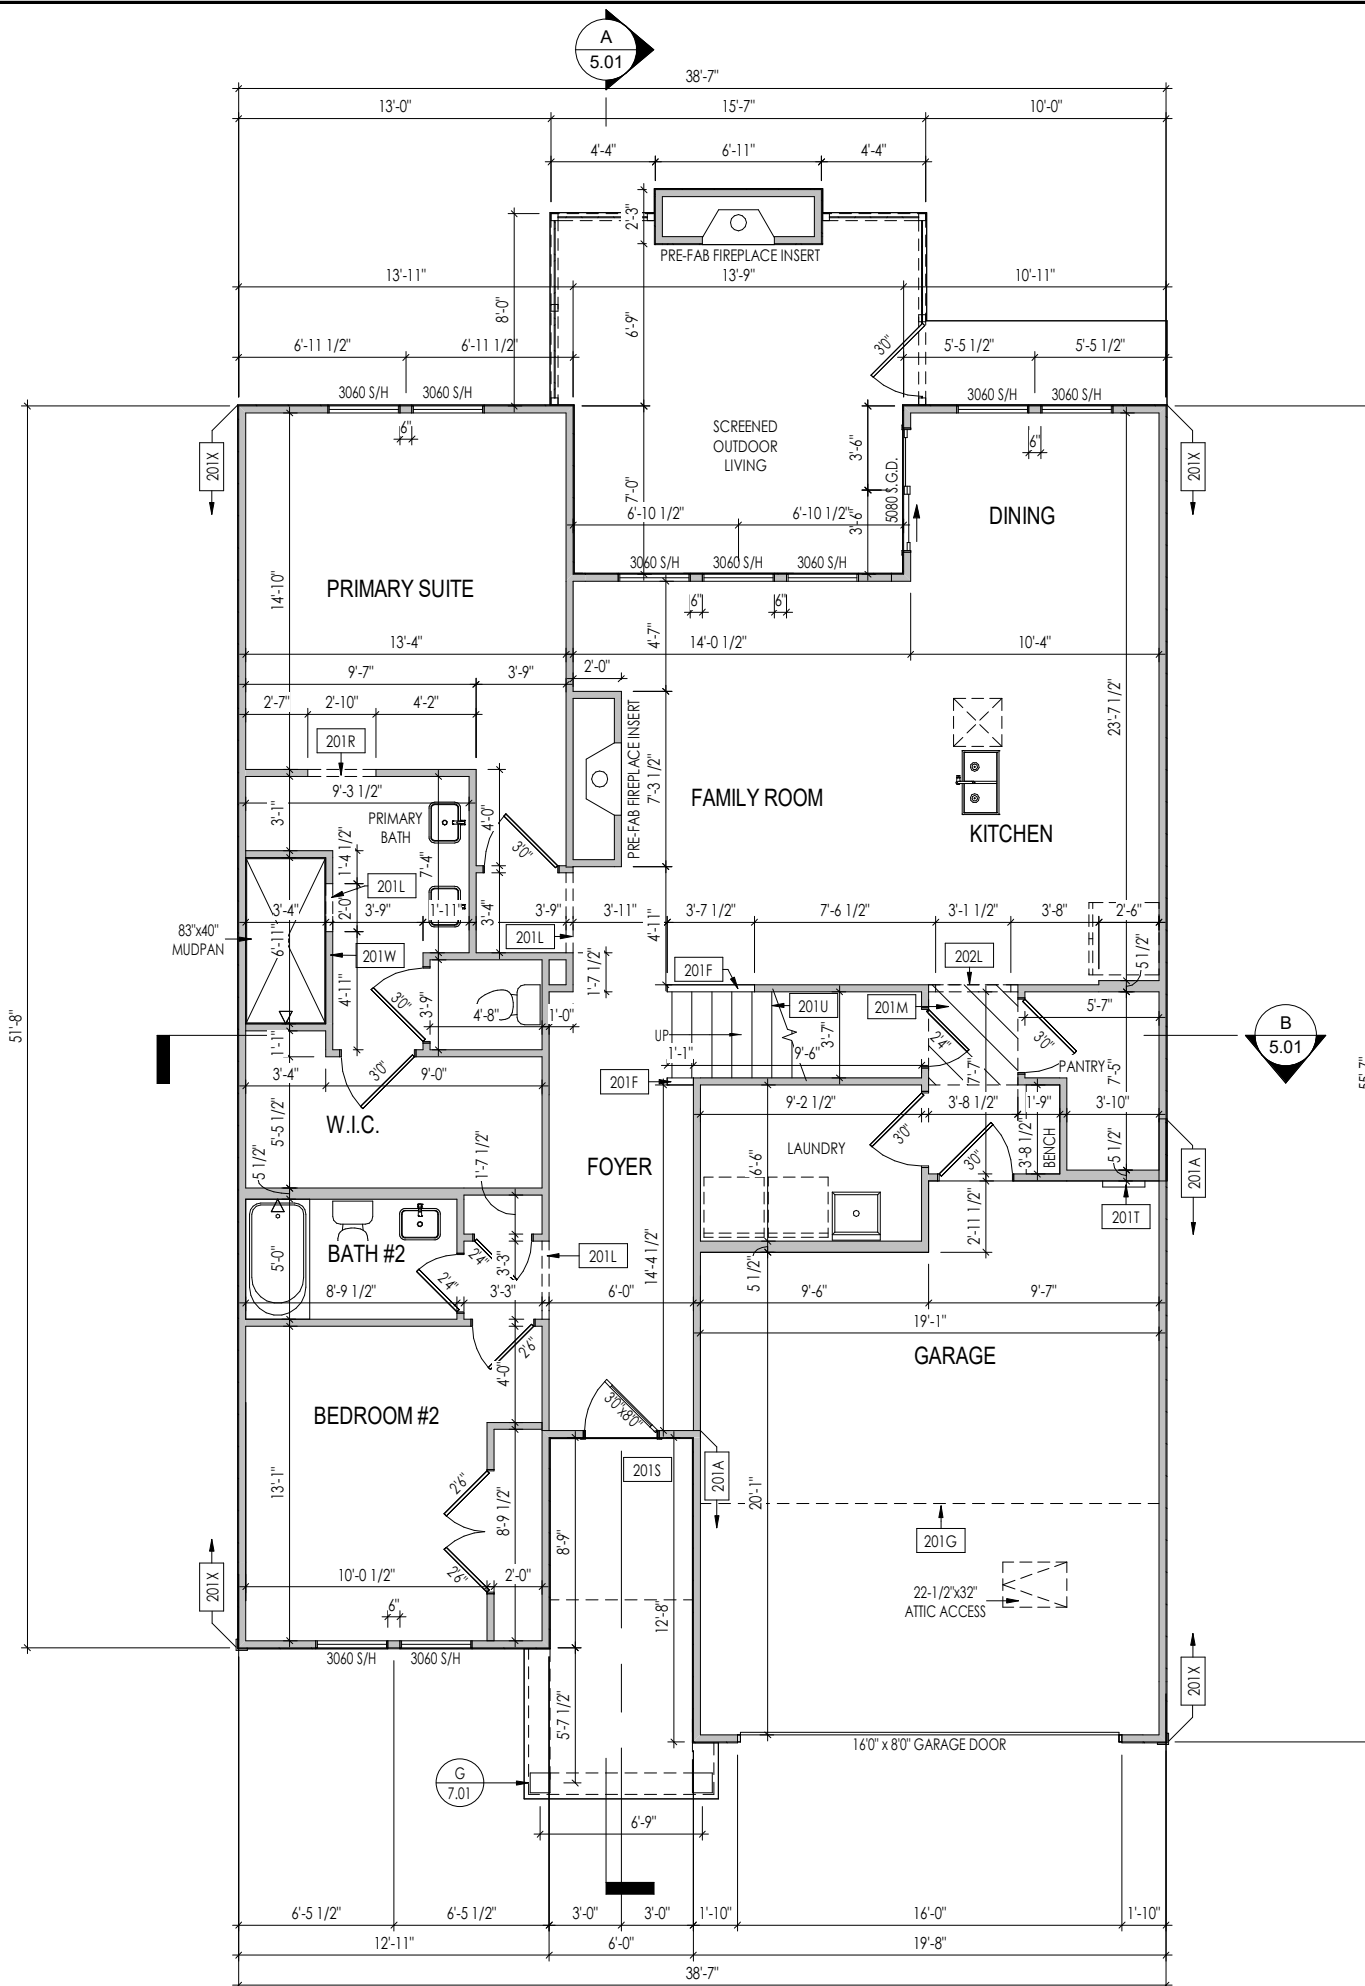 A
5.01
38'-7"
13'-0"
15'-7"
10'-0"
4'-4"
6'-11"
4'-4"
2'-3"
PRE-FAB FIREPLACE INSERT
13'-11"
13'-9"
10'-11"
8'-0"
6'-9"
3'0"
6'-11 1/2"
6'-11 1/2"
5'-5 1/2"
5'-5 1/2"
3060 S/H
3060 S/H
3060 S/H
3060 S/H
6"
6"
201X
201X
SCREENED
OUTDOOR
LIVING
3'-6"
5080 S.G.D.
7'-0"
6'-10 1/2"
6'-10 1/2"
3'-6"
DINING
3060 S/H
3060 S/H
3060 S/H
6"
6"
14'-10"
PRIMARY SUITE
13'-4"
4'-7"
14'-0 1/2"
10'-4"
9'-7"
3'-9"
2'-0"
2'-7"
2'-10"
4'-2"
23'-7 1/2"
201R
PRE-FAB FIREPLACE INSERT
7'-3 1/2"
9'-3 1/2"
3'-1"
PRIMARY
BATH
4'-0"
FAMILY ROOM
KITCHEN
1'-4 1/2"
7'-4"
3'0"
201L
2'-0"
3'-4"
3'-9"
1'-11"
3'-4"
3'-9"
3'-11"
4'-11"
3'-7 1/2"
7'-6 1/2"
3'-1 1/2"
3'-8"
2'-6"
83"x40"
MUDPAN
6'-11"
201W
201L
201F
202L
5 1/2"
4'-11"
3'0"
3'-9"
4'-8"
1'-0"
1'-7 1/2"
201U
201M
5'-7"
51'-8"
UP
3'-7"
2'4"
3'0"
PANTRY
B
5.01
55'-7"
1'-1"
1'-1"
9'-6"
7'-7"
7'-5"
3'-4"
3'0"
9'-0"
201F
5'-5 1/2"
W.I.C.
9'-2 1/2"
3'-8 1/2"
1'-9"
3'-10"
3'0"
3'-8 1/2"
BENCH
LAUNDRY
6'-6"
3'0"
5 1/2"
5 1/2"
1'-7 1/2"
FOYER
201A
201T
2'-11 1/2"
5'-0"
BATH #2
2'4"
2'4"
3'-3"
201L
14'-4 1/2"
5 1/2"
8'-9 1/2"
3'-3"
6'-0"
9'-6"
9'-7"
19'-1"
2'6"
4'-0"
GARAGE
BEDROOM #2
3'0"x8'0"
201S
201A
13'-1"
2'6"
8'-9 1/2"
20'-1"
8'-9"
201G
2'6"
10'-0 1/2"
2'-0"
6"
201X
22-1/2"x32"
ATTIC ACCESS
12'-8"
3060 S/H
3060 S/H
201X
5'-7 1/2"
16'0" x 8'0" GARAGE DOOR
G
7.01
6'-9"
6'-5 1/2"
6'-5 1/2"
3'-0"
3'-0"
1'-10"
16'-0"
1'-10"
12'-11"
6'-0"
19'-8"
38'-7"